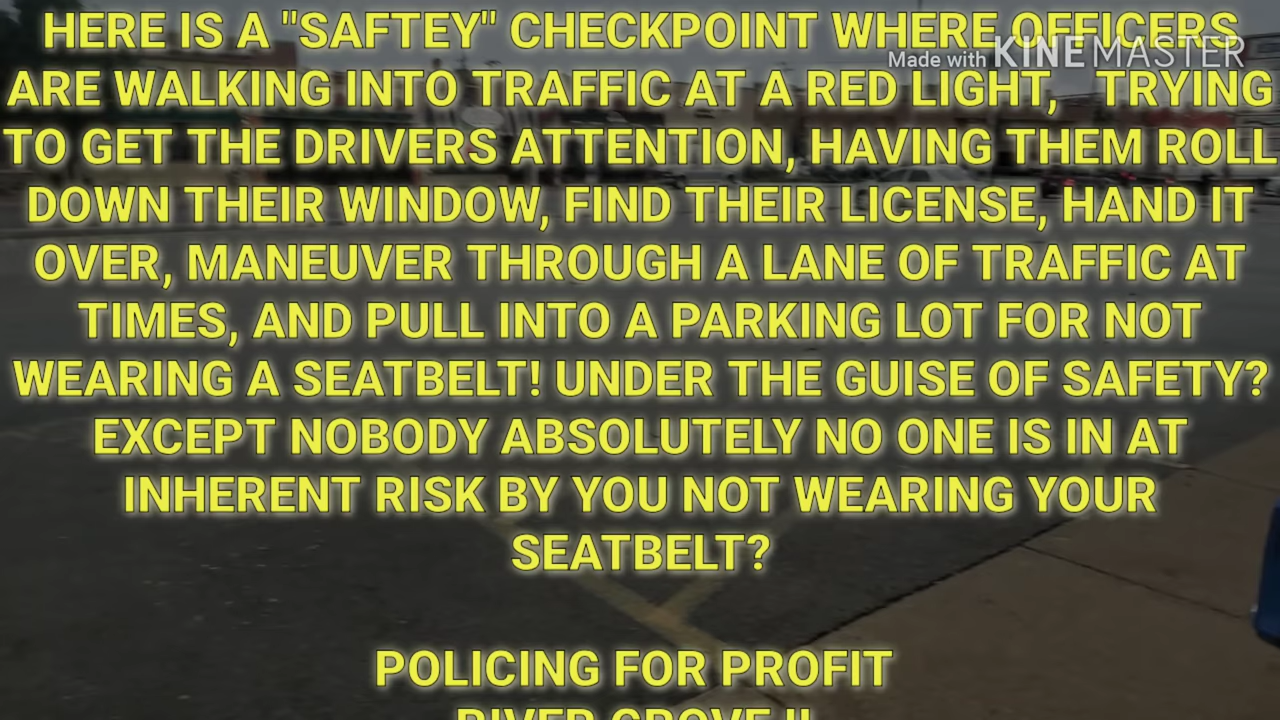 HERE IS A "SAFTEY" CHECKPOINT WHERE OFFICERS
Made with KINEMASTER
ARE WALKING INTO TRAFFIC AT A RED LIGHT, TRYING
TO GET THE DRIVERS ATTENTION, HAVING THEM ROLL
DOWN THEIR WINDOW, FIND THEIR LICENSE, HAND IT
OVER, MANEUVER THROUGH A LANE OF TRAFFIC AT
TIMES, AND PULL INTO A PARKING LOT FOR NOT
WEARING A SEATBELT! UNDER THE GUISE OF SAFETY?
EXCEPT NOBODY ABSOLUTELY NO ONE IS IN AT
INHERENT RISK BY YOU NOT WEARING YOUR
SEATBELT?
POLICING FOR PROFIT
RIVER GROVE IL